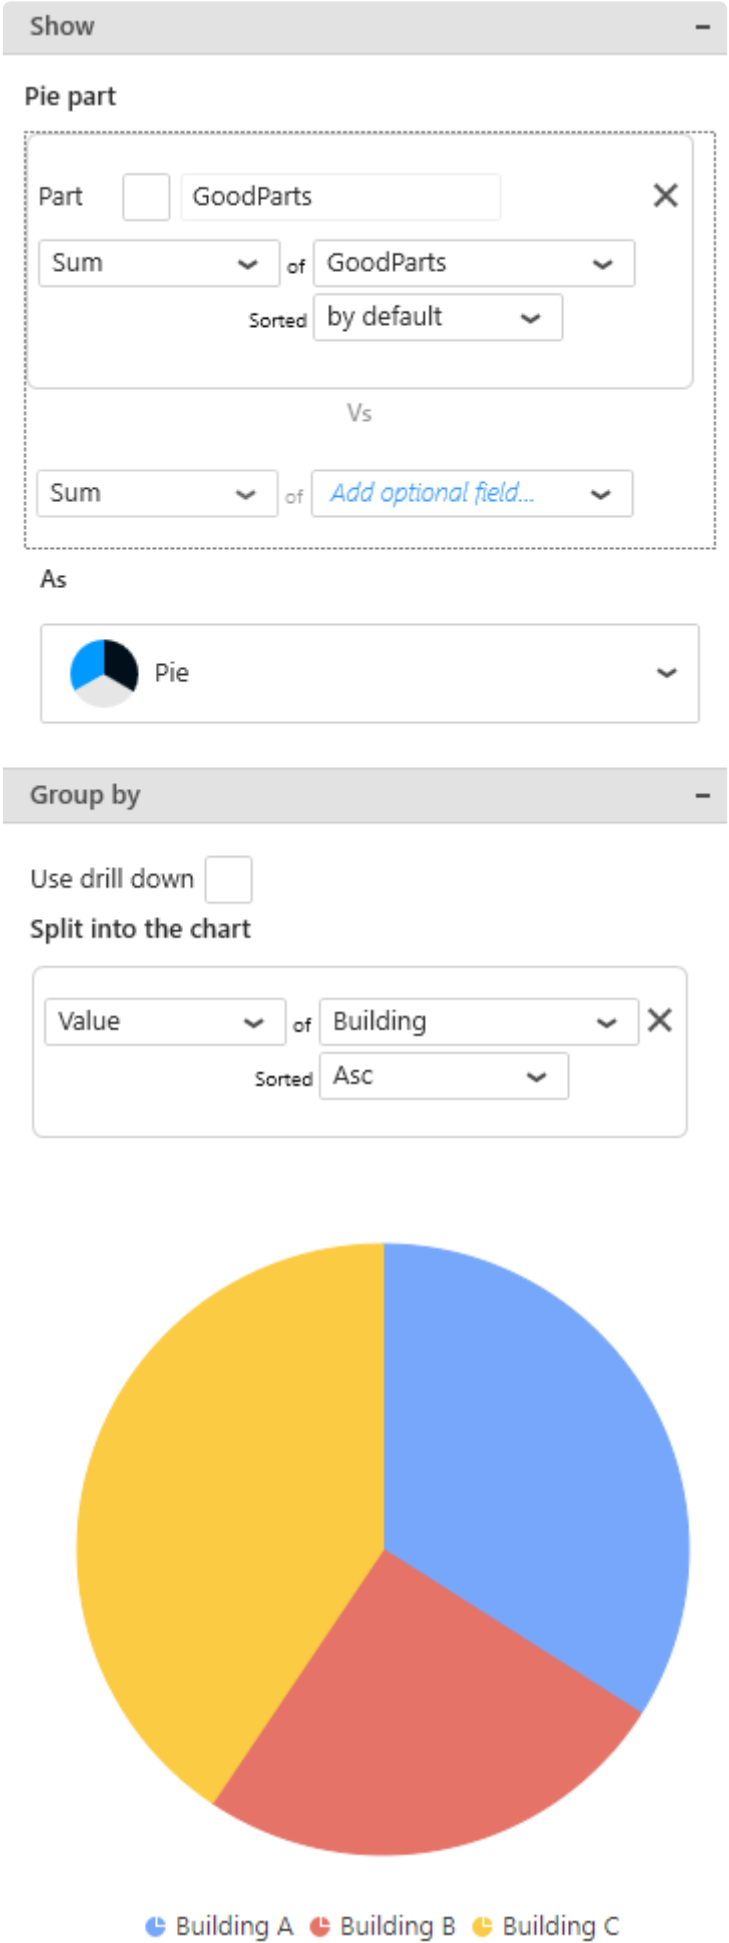 Show
Pie part
Part GoodParts
Sum of GoodParts
Sorted by default
Vs
Sum of Add optional field...
As
Pie
Group by
Use drill down
Split into the chart
Value of Building
Sorted Asc
Building A Building B Building C